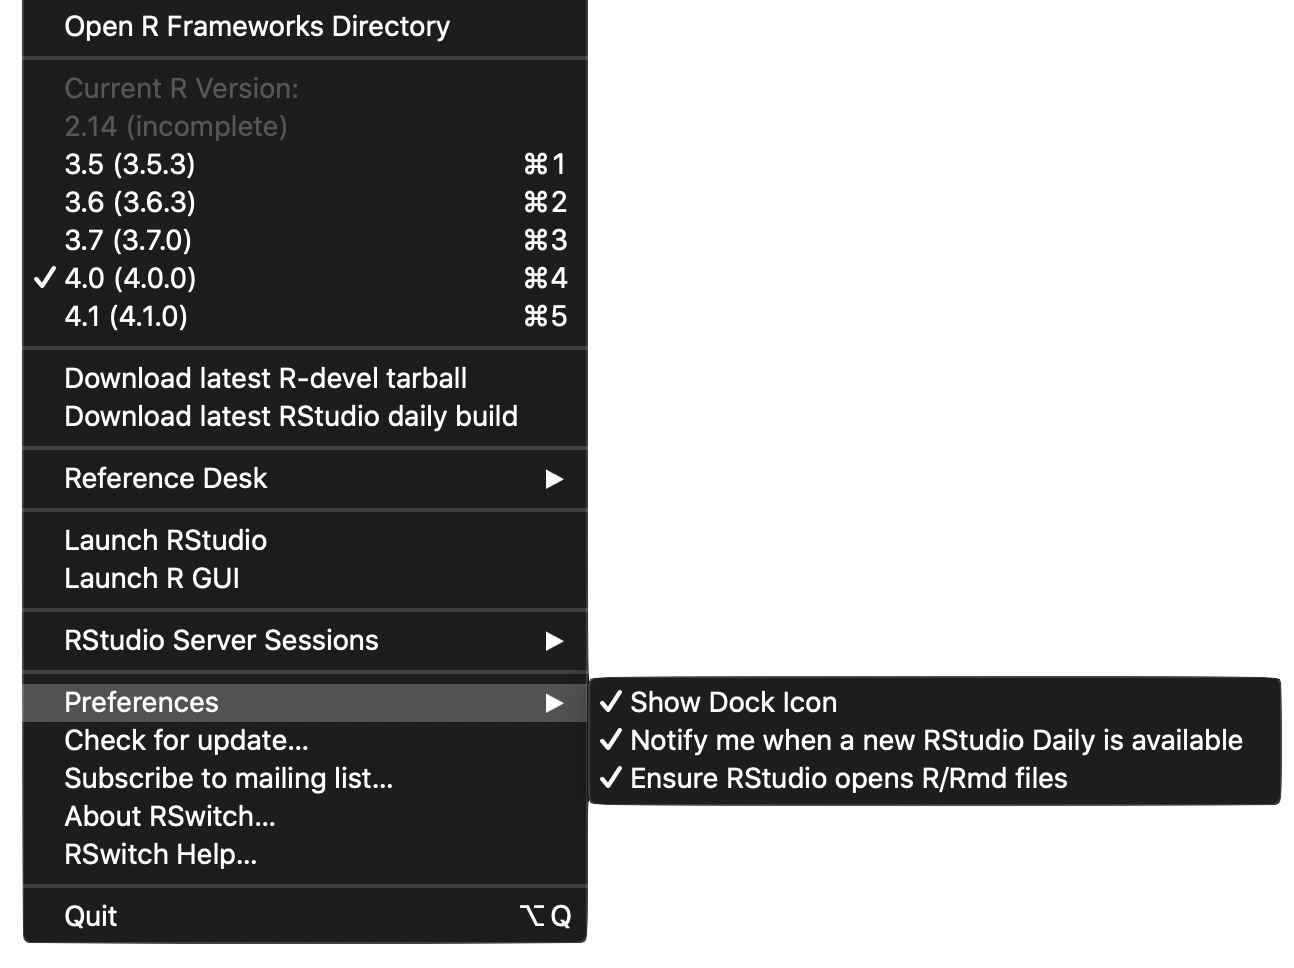 Open R Frameworks Directory
Current R Version:
2.14 (incomplete)
3.5 (3.5.3) ⌘1
3.6 (3.6.3) ⌘2
3.7 (3.7.0) ⌘3
✓ 4.0 (4.0.0) ⌘4
4.1 (4.1.0) ⌘5
Download latest R-devel tarball
Download latest RStudio daily build
Reference Desk ▶
Launch RStudio
Launch R GUI
RStudio Server Sessions ▶
Preferences ▶
✓ Show Dock Icon
✓ Notify me when a new RStudio Daily is available
✓ Ensure RStudio opens R/Rmd files
Check for update...
Subscribe to mailing list...
About RSwitch...
RSwitch Help...
Quit ⌥Q